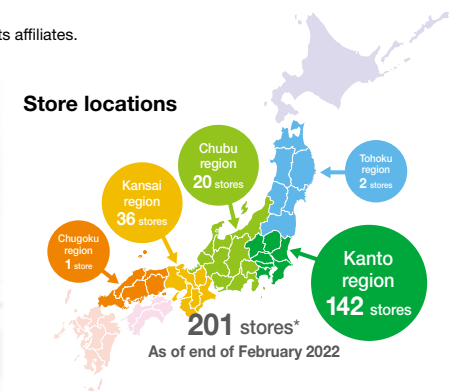 ts affiliates.
Store locations
Chubu
region
20 stores
Tohoku
region
2 stores
Kansai
region
36 stores
Chugoku
region
1 store
Kanto
region
142 stores
201 stores*
As of end of February 2022